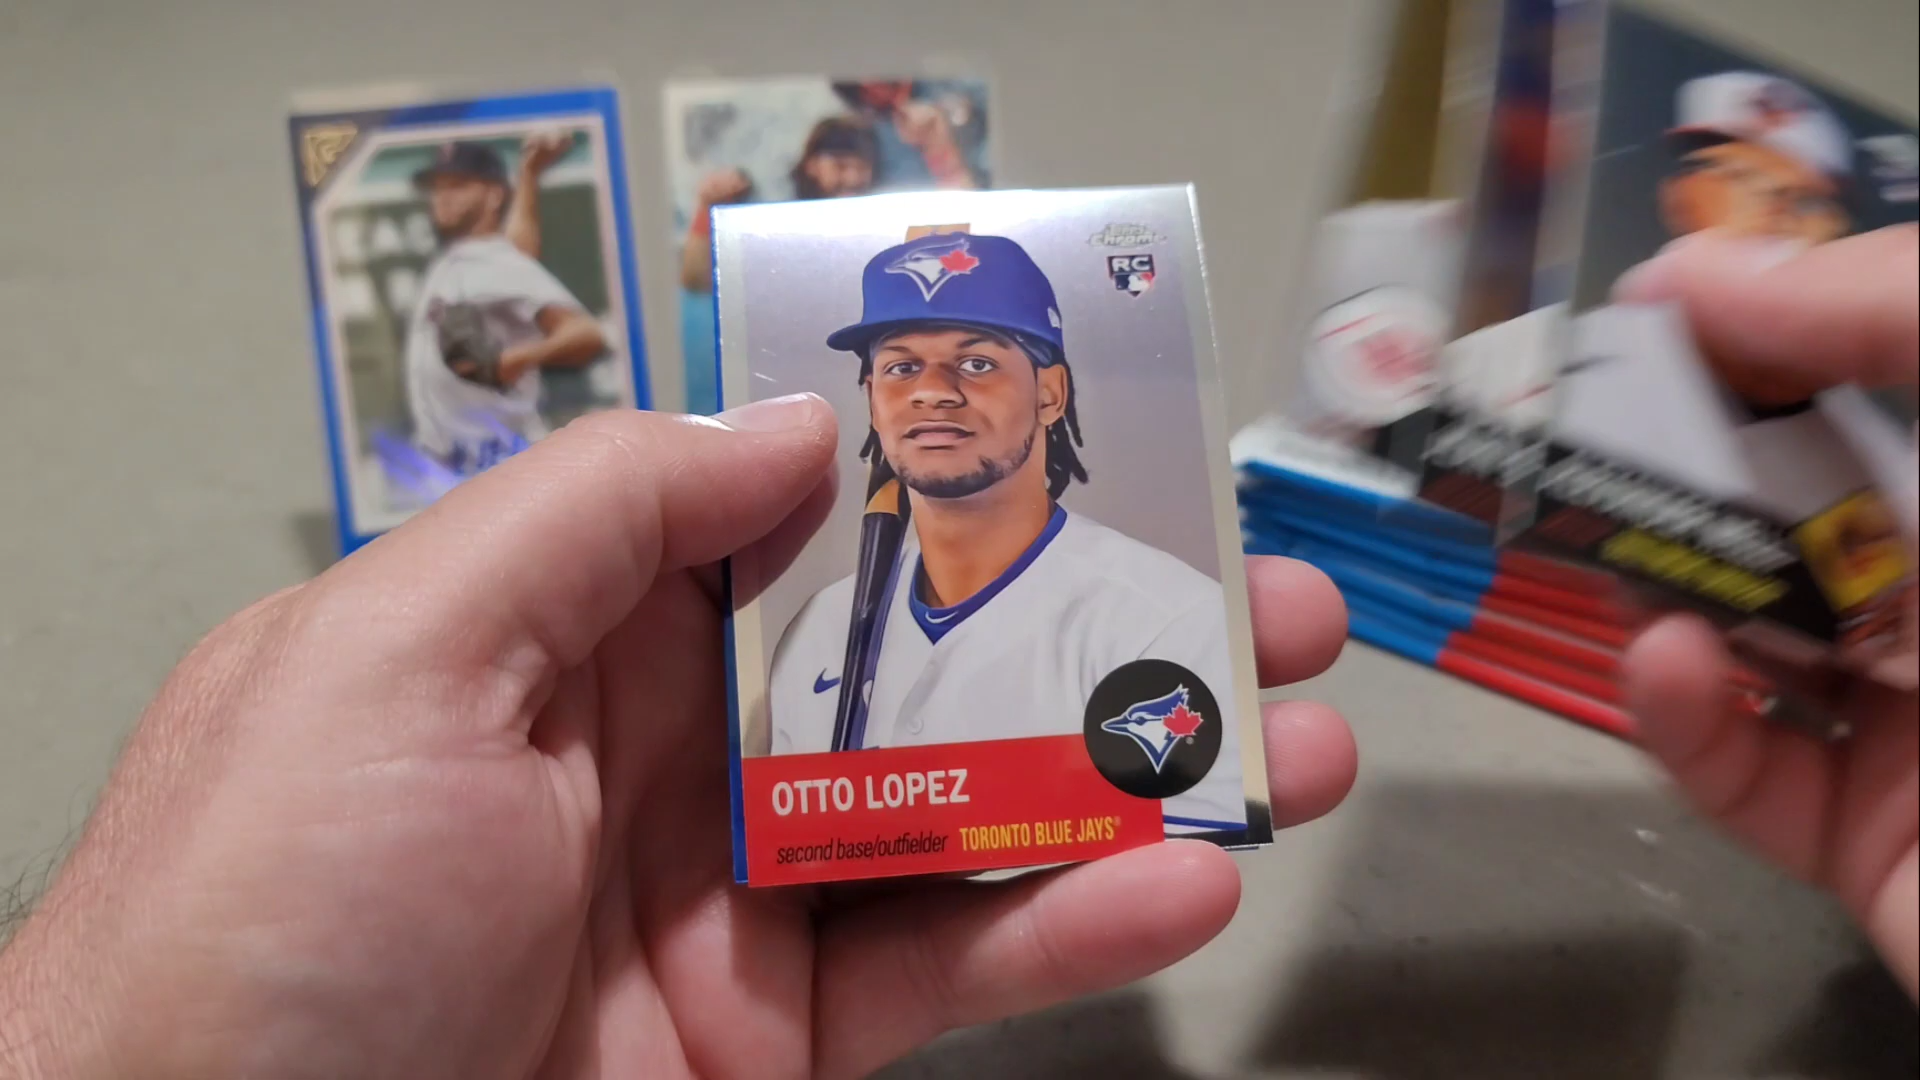 Topps
Chrome
RC
OTTO LOPEZ
second base/outfielder TORONTO BLUE JAYS®